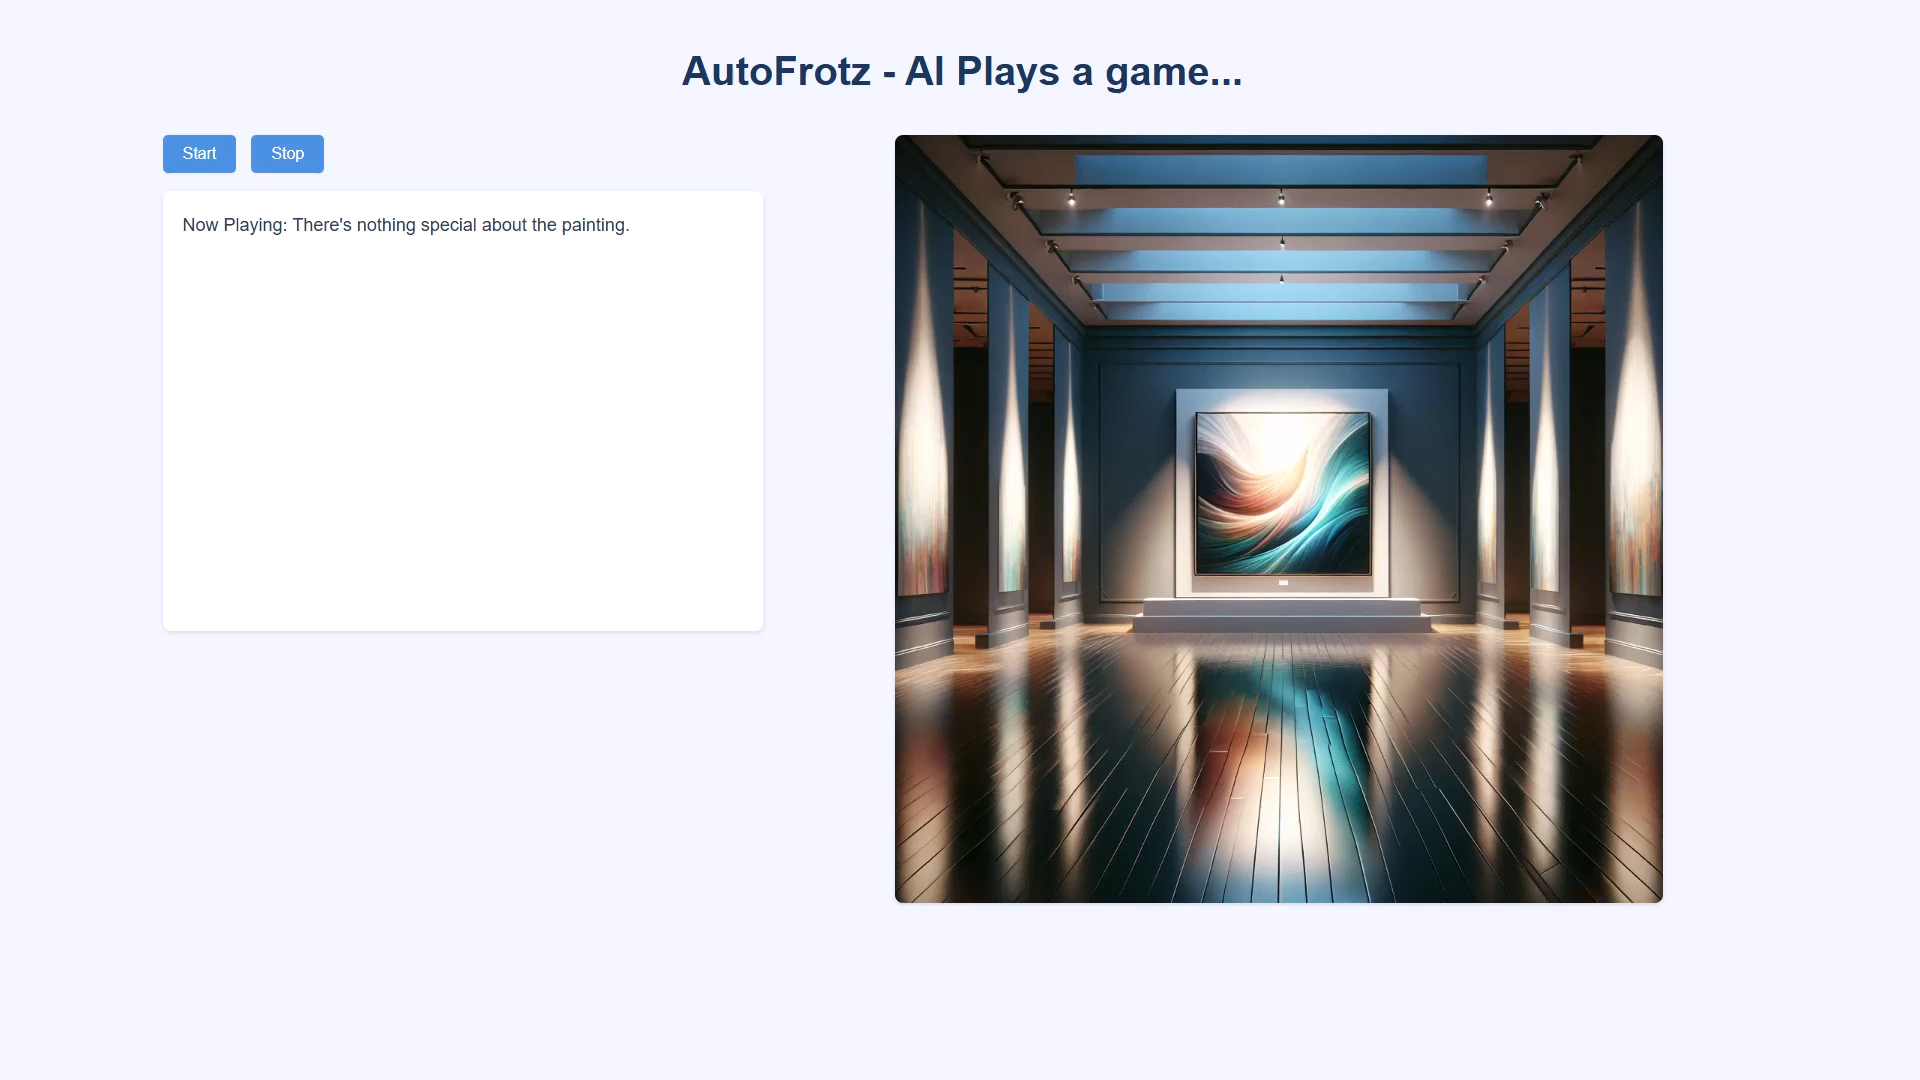 AutoFrotz - AI Plays a game...
Start
Stop
Now Playing: There's nothing special about the painting.